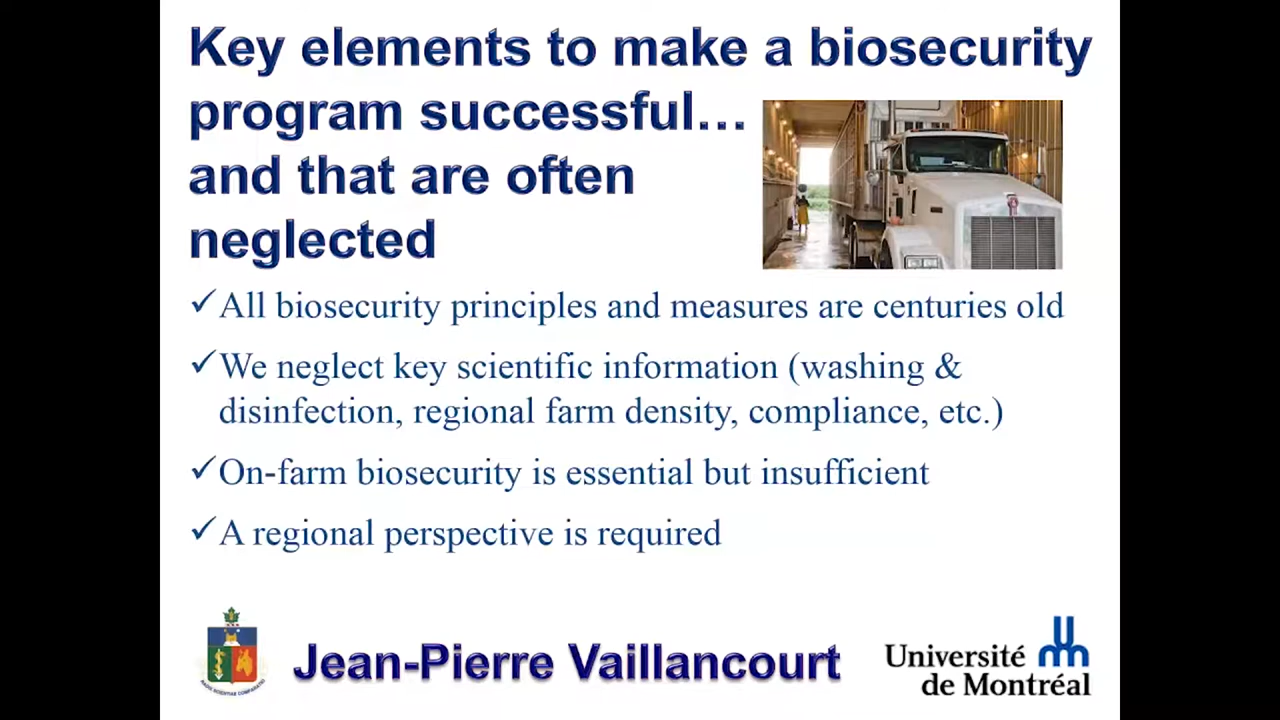 Key elements to make a biosecurity
program successful…
and that are often
neglected
✓All biosecurity principles and measures are centuries old
✓We neglect key scientific information (washing &
disinfection, regional farm density, compliance, etc.)
✓On-farm biosecurity is essential but insufficient
✓A regional perspective is required
Jean-Pierre Vaillancourt
Université
de Montréal